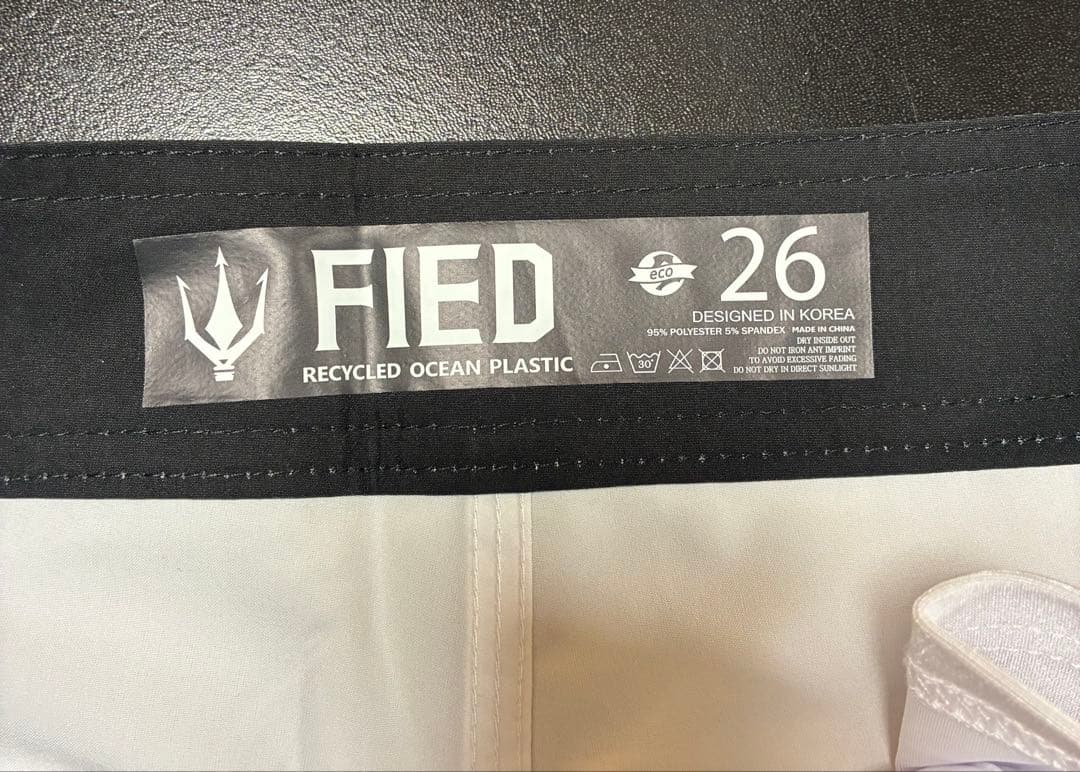 FIED
RECYCLED OCEAN PLASTIC
eco
26
DESIGNED IN KOREA
95% POLYESTER 5% SPANDEX MADE IN CHINA
DRY INSIDE OUT
DO NOT IRON ANY IMPRINT
TO AVOID EXCESSIVE FADING
DO NOT DRY IN DIRECT SUNLIGHT
30°